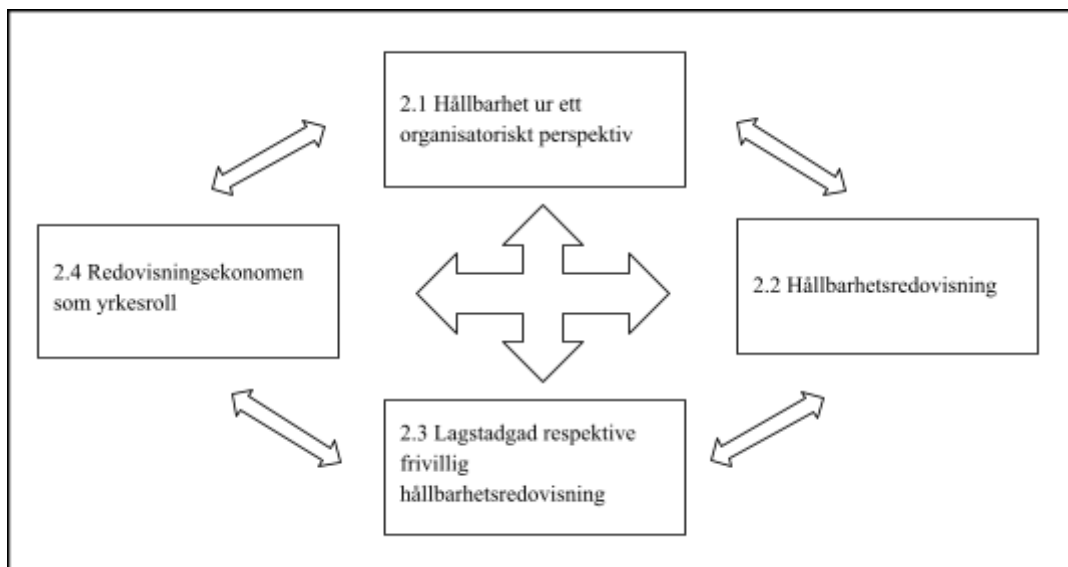 2.1 Hållbarhet ur ett
organisatoriskt perspektiv
2.4 Redovisningsekonomen
som yrkesroll
2.2 Hållbarhetsredovisning
2.3 Lagstadgad respektive
frivillig
hållbarhetsredovisning